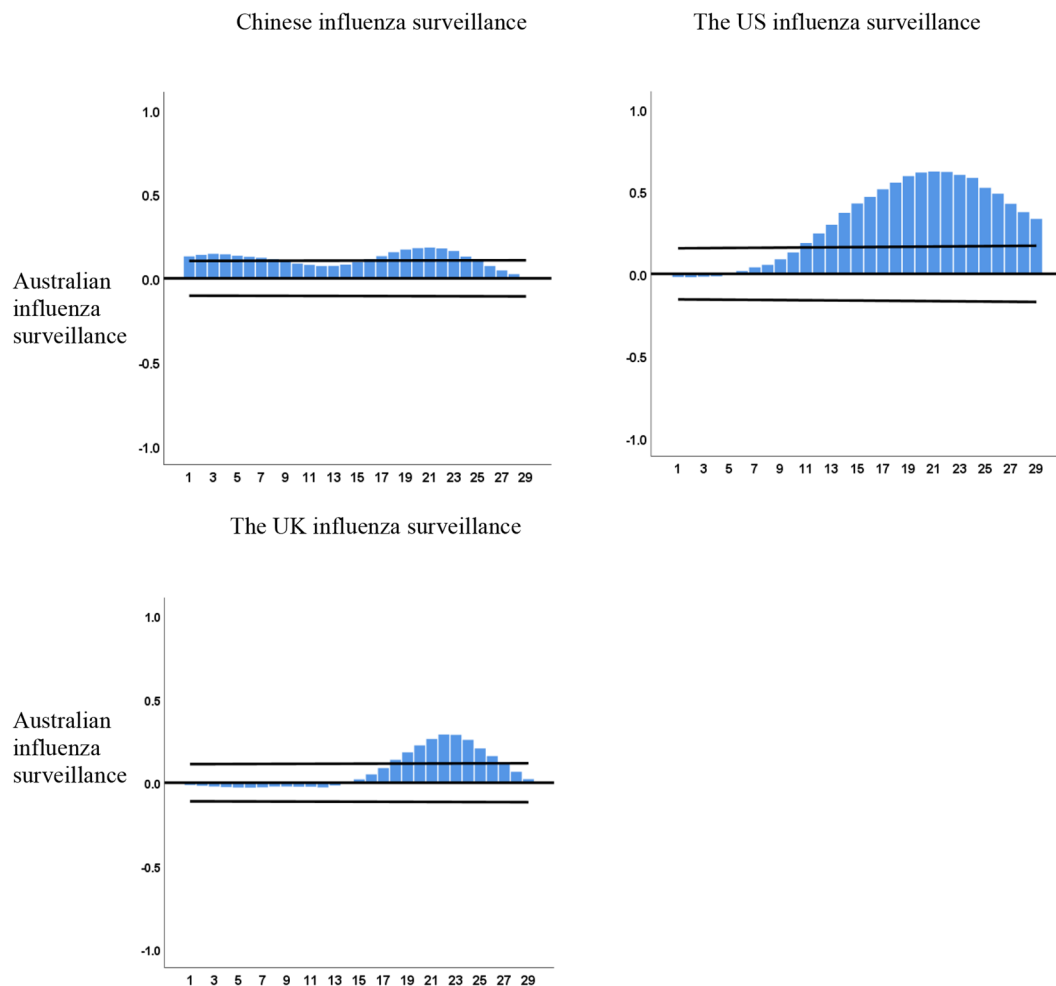 Chinese influenza surveillance
The US influenza surveillance
1.0
0.5
0.0
-0.5
-1.0
Australian
influenza
surveillance
1 3 5 7 9 11 13 15 17 19 21 23 25 27 29
1.0
0.5
0.0
-0.5
-1.0
1 3 5 7 9 11 13 15 17 19 21 23 25 27 29
The UK influenza surveillance
1.0
0.5
0.0
-0.5
-1.0
Australian
influenza
surveillance
1 3 5 7 9 11 13 15 17 19 21 23 25 27 29